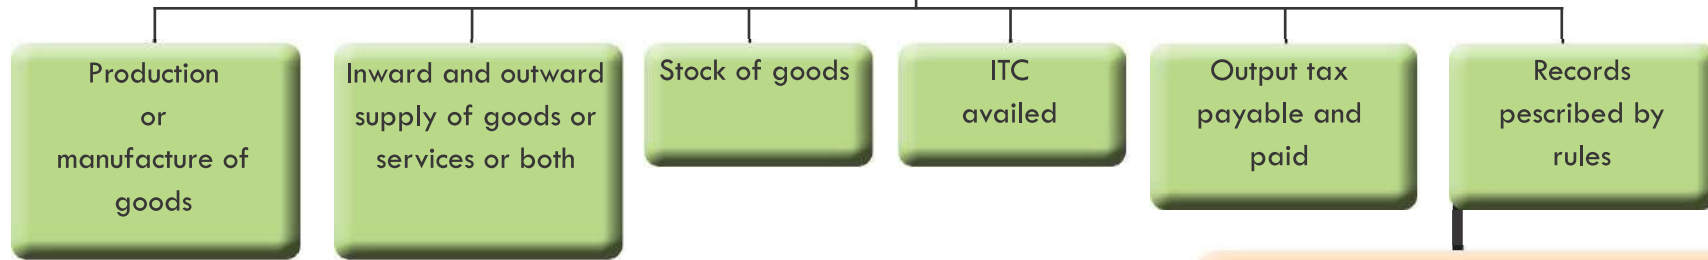 Production
or
manufacture of
goods
Inward and outward
supply of goods or
services or both
Stock of goods
ITC
availed
Output tax
payable and
paid
Records
pescribed by
rules